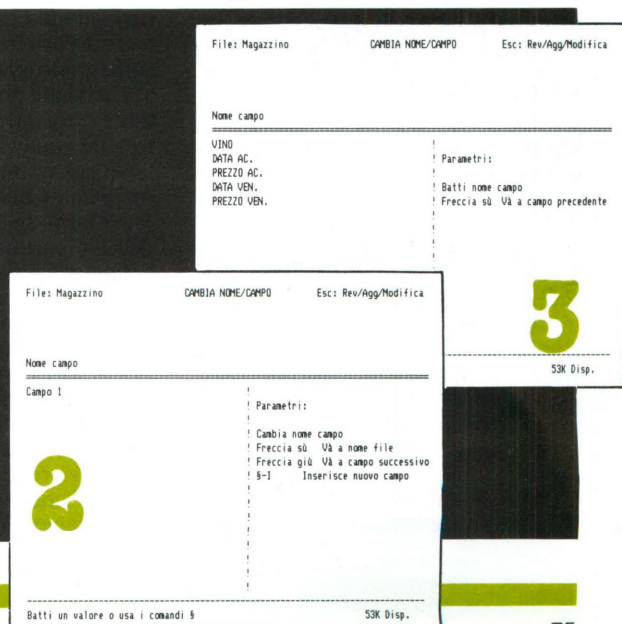 File: Magazzino CAMBIA NOME/CAMPO Esc: Rev/Agg/Modifica
Nome campo
VINO
DATA AC.
PREZZO AC.
DATA VEN.
PREZZO VEN.
Parametri:
Batti nome campo
Freccia sù Và a campo precedente
3
53K Disp.
File: Magazzino CAMBIA NOME/CAMPO Esc: Rev/Agg/Modifica
Nome campo
Campo 1
Parametri:
Cambia nome campo
Freccia sù Và a nome file
Freccia giù Và a campo successivo
§-I Inserisce nuovo campo
2
Batti un valore o usa i comandi § 53K Disp.